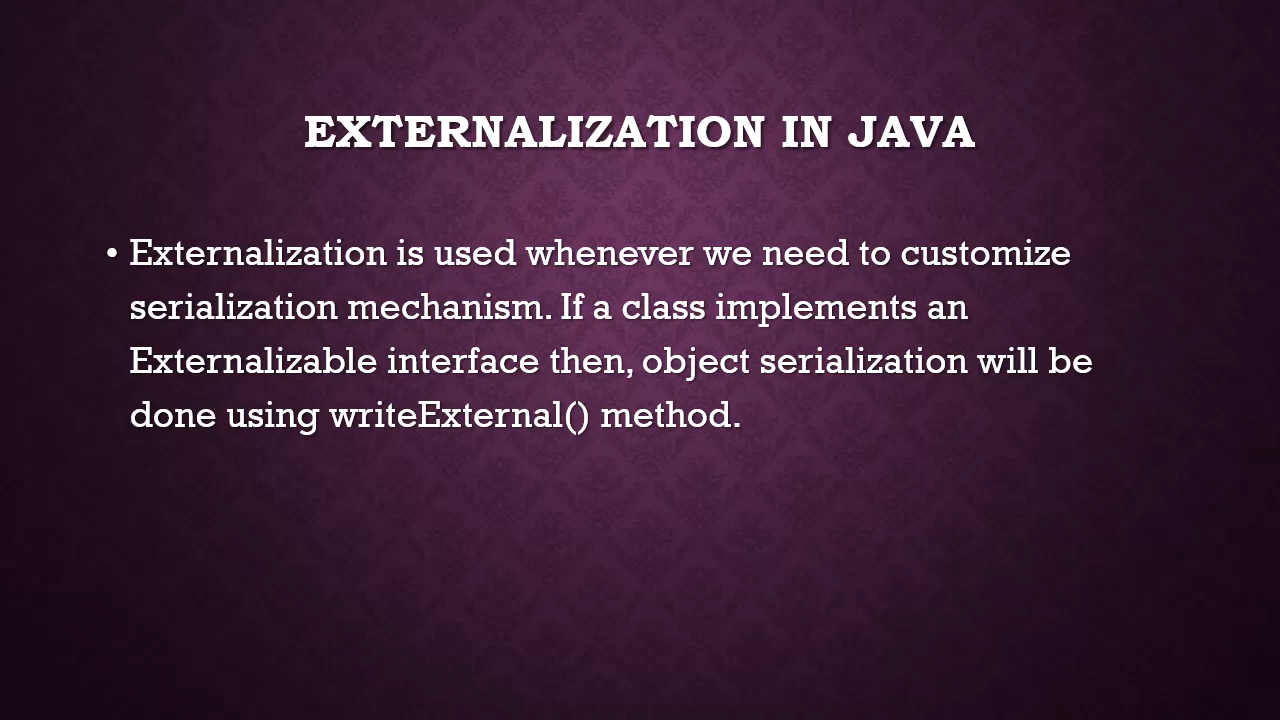 EXTERNALIZATION IN JAVA
• Externalization is used whenever we need to customize
serialization mechanism. If a class implements an
Externalizable interface then, object serialization will be
done using writeExternal() method.